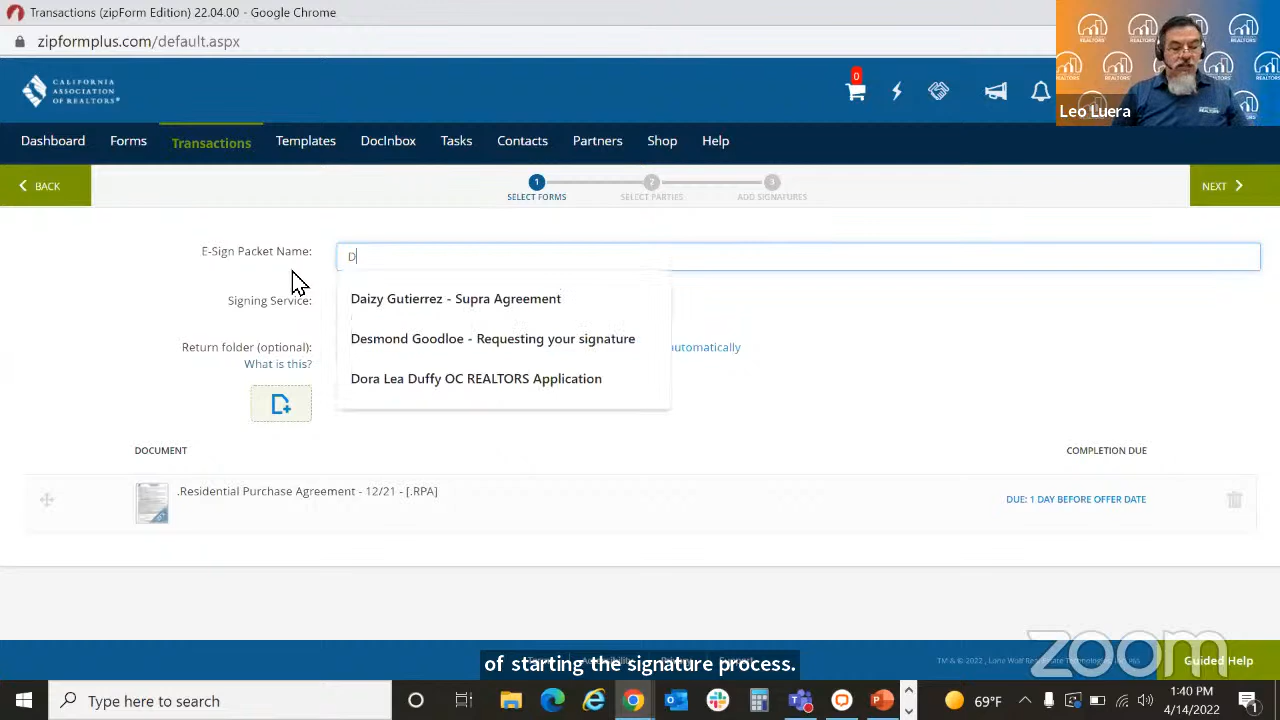 Transactions (zipForm Edition) 22.04.00 - Google Chrome
zipformplus.com/default.aspx
REALTORS®
CALIFORNIA
ASSOCIATION
OF REALTORS®
0
Leo Luera
Dashboard Forms Transactions Templates DocInbox Tasks Contacts Partners Shop Help
BACK
1 2 3
SELECT FORMS SELECT PARTIES ADD SIGNATURES
NEXT
E-Sign Packet Name: D
Signing Service:
Daizy Gutierrez - Supra Agreement
Desmond Goodloe - Requesting your signature
Return folder (optional): automatically
What is this?
Dora Lea Duffy OC REALTORS Application
DOCUMENT COMPLETION DUE
.Residential Purchase Agreement - 12/21 - [.RPA] DUE: 1 DAY BEFORE OFFER DATE
zoom
of starting the signature process.
TM & © 2022, Lone Wolf Real Estate Technologies, Inc.
Guided Help
Type here to search
69°F
1:40 PM
4/14/2022
1